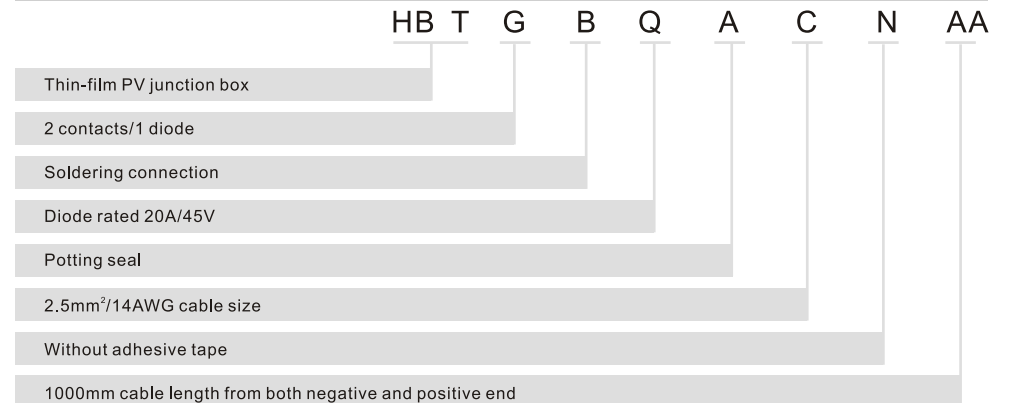 HB T G B Q A C N AA
Thin-film PV junction box
2 contacts/1 diode
Soldering connection
Diode rated 20A/45V
Potting seal
2.5mm²/14AWG cable size
Without adhesive tape
1000mm cable length from both negative and positive end